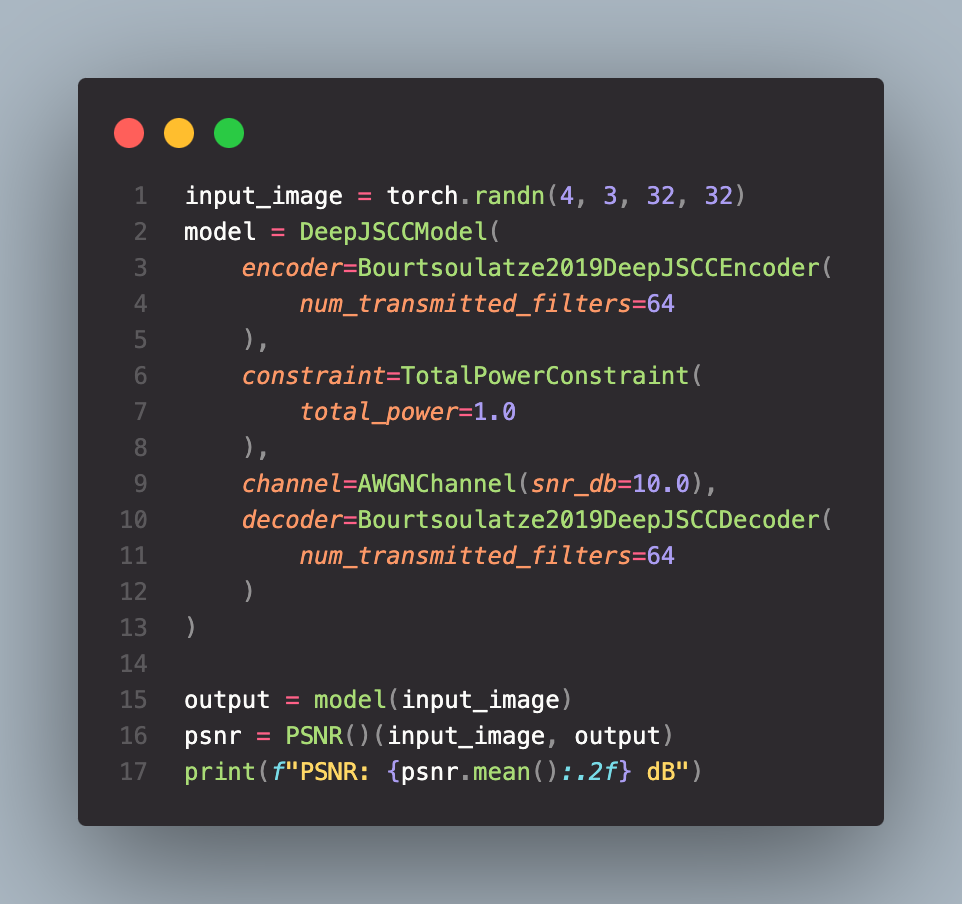 1 input_image = torch.randn(4, 3, 32, 32)
2 model = DeepJSCCModel(
3     encoder=Bourtsoulatze2019DeepJSCCEncoder(
4         num_transmitted_filters=64
5     ),
6     constraint=TotalPowerConstraint(
7         total_power=1.0
8     ),
9     channel=AWGNChannel(snr_db=10.0),
10     decoder=Bourtsoulatze2019DeepJSCCDecoder(
11         num_transmitted_filters=64
12     )
13 )
14
15 output = model(input_image)
16 psnr = PSNR()(input_image, output)
17 print(f"PSNR: {psnr.mean():.2f} dB")